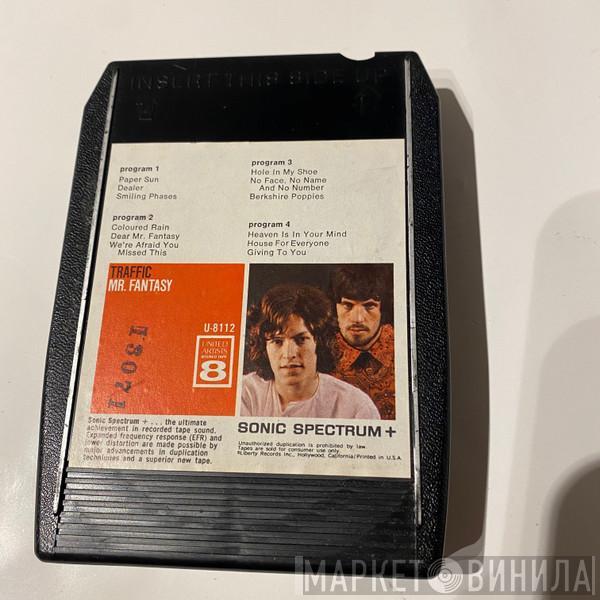 INSERT THIS SIDE UP
program 1
Paper Sun
Dealer
Smiling Phases
program 3
Hole In My Shoe
No Face, No Name
And No Number
Berkshire Poppies
program 2
Coloured Rain
Dear Mr. Fantasy
We're Afraid You
Missed This
program 4
Heaven Is In Your Mind
House For Everyone
Giving To You
TRAFFIC
MR. FANTASY
U-8112
UNITED
ARTISTS
STEREO TAPE
8
Sonic Spectrum + . . . the ultimate
achievement in recorded tape sound.
Expanded frequency response (EFR) and
lower distortion are made possible by
major advancements in duplication
techniques and a superior new tape.
SONIC SPECTRUM +
Unauthorized duplication is prohibited by law.
Tapes are sold for consumer use only.
©Liberty Records Inc., Hollywood, California/Printed in U.S.A.
МАРКЕТ ВИНИЛА